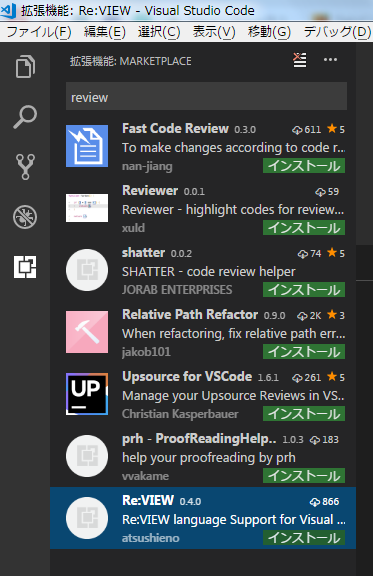 拡張機能: Re:VIEW - Visual Studio Code
ファイル(F) 編集(E) 選択(C) 表示(V) 移動(G) デバッグ(D)
拡張機能: MARKETPLACE
review
Fast Code Review 0.3.0 611 ★ 5
To make changes according to code r...
nan-jiang インストール
Reviewer 0.0.1 59
Reviewer - highlight codes for review...
xuld インストール
shatter 0.0.2 74 ★ 5
SHATTER - code review helper
JORAB ENTERPRISES インストール
Relative Path Refactor 0.9.0 2K ★ 3
When refactoring, fix relative path err...
jakob101 インストール
UP
Upsource for VSCode 1.6.1 261 ★ 5
Manage your Upsource Reviews in VS...
Christian Kasperbauer インストール
prh - ProofReadingHelp... 1.0.3 183
help your proofreading by prh
vvakame インストール
Re:VIEW 0.4.0 866
Re:VIEW language Support for Visual ...
atsushieno インストール